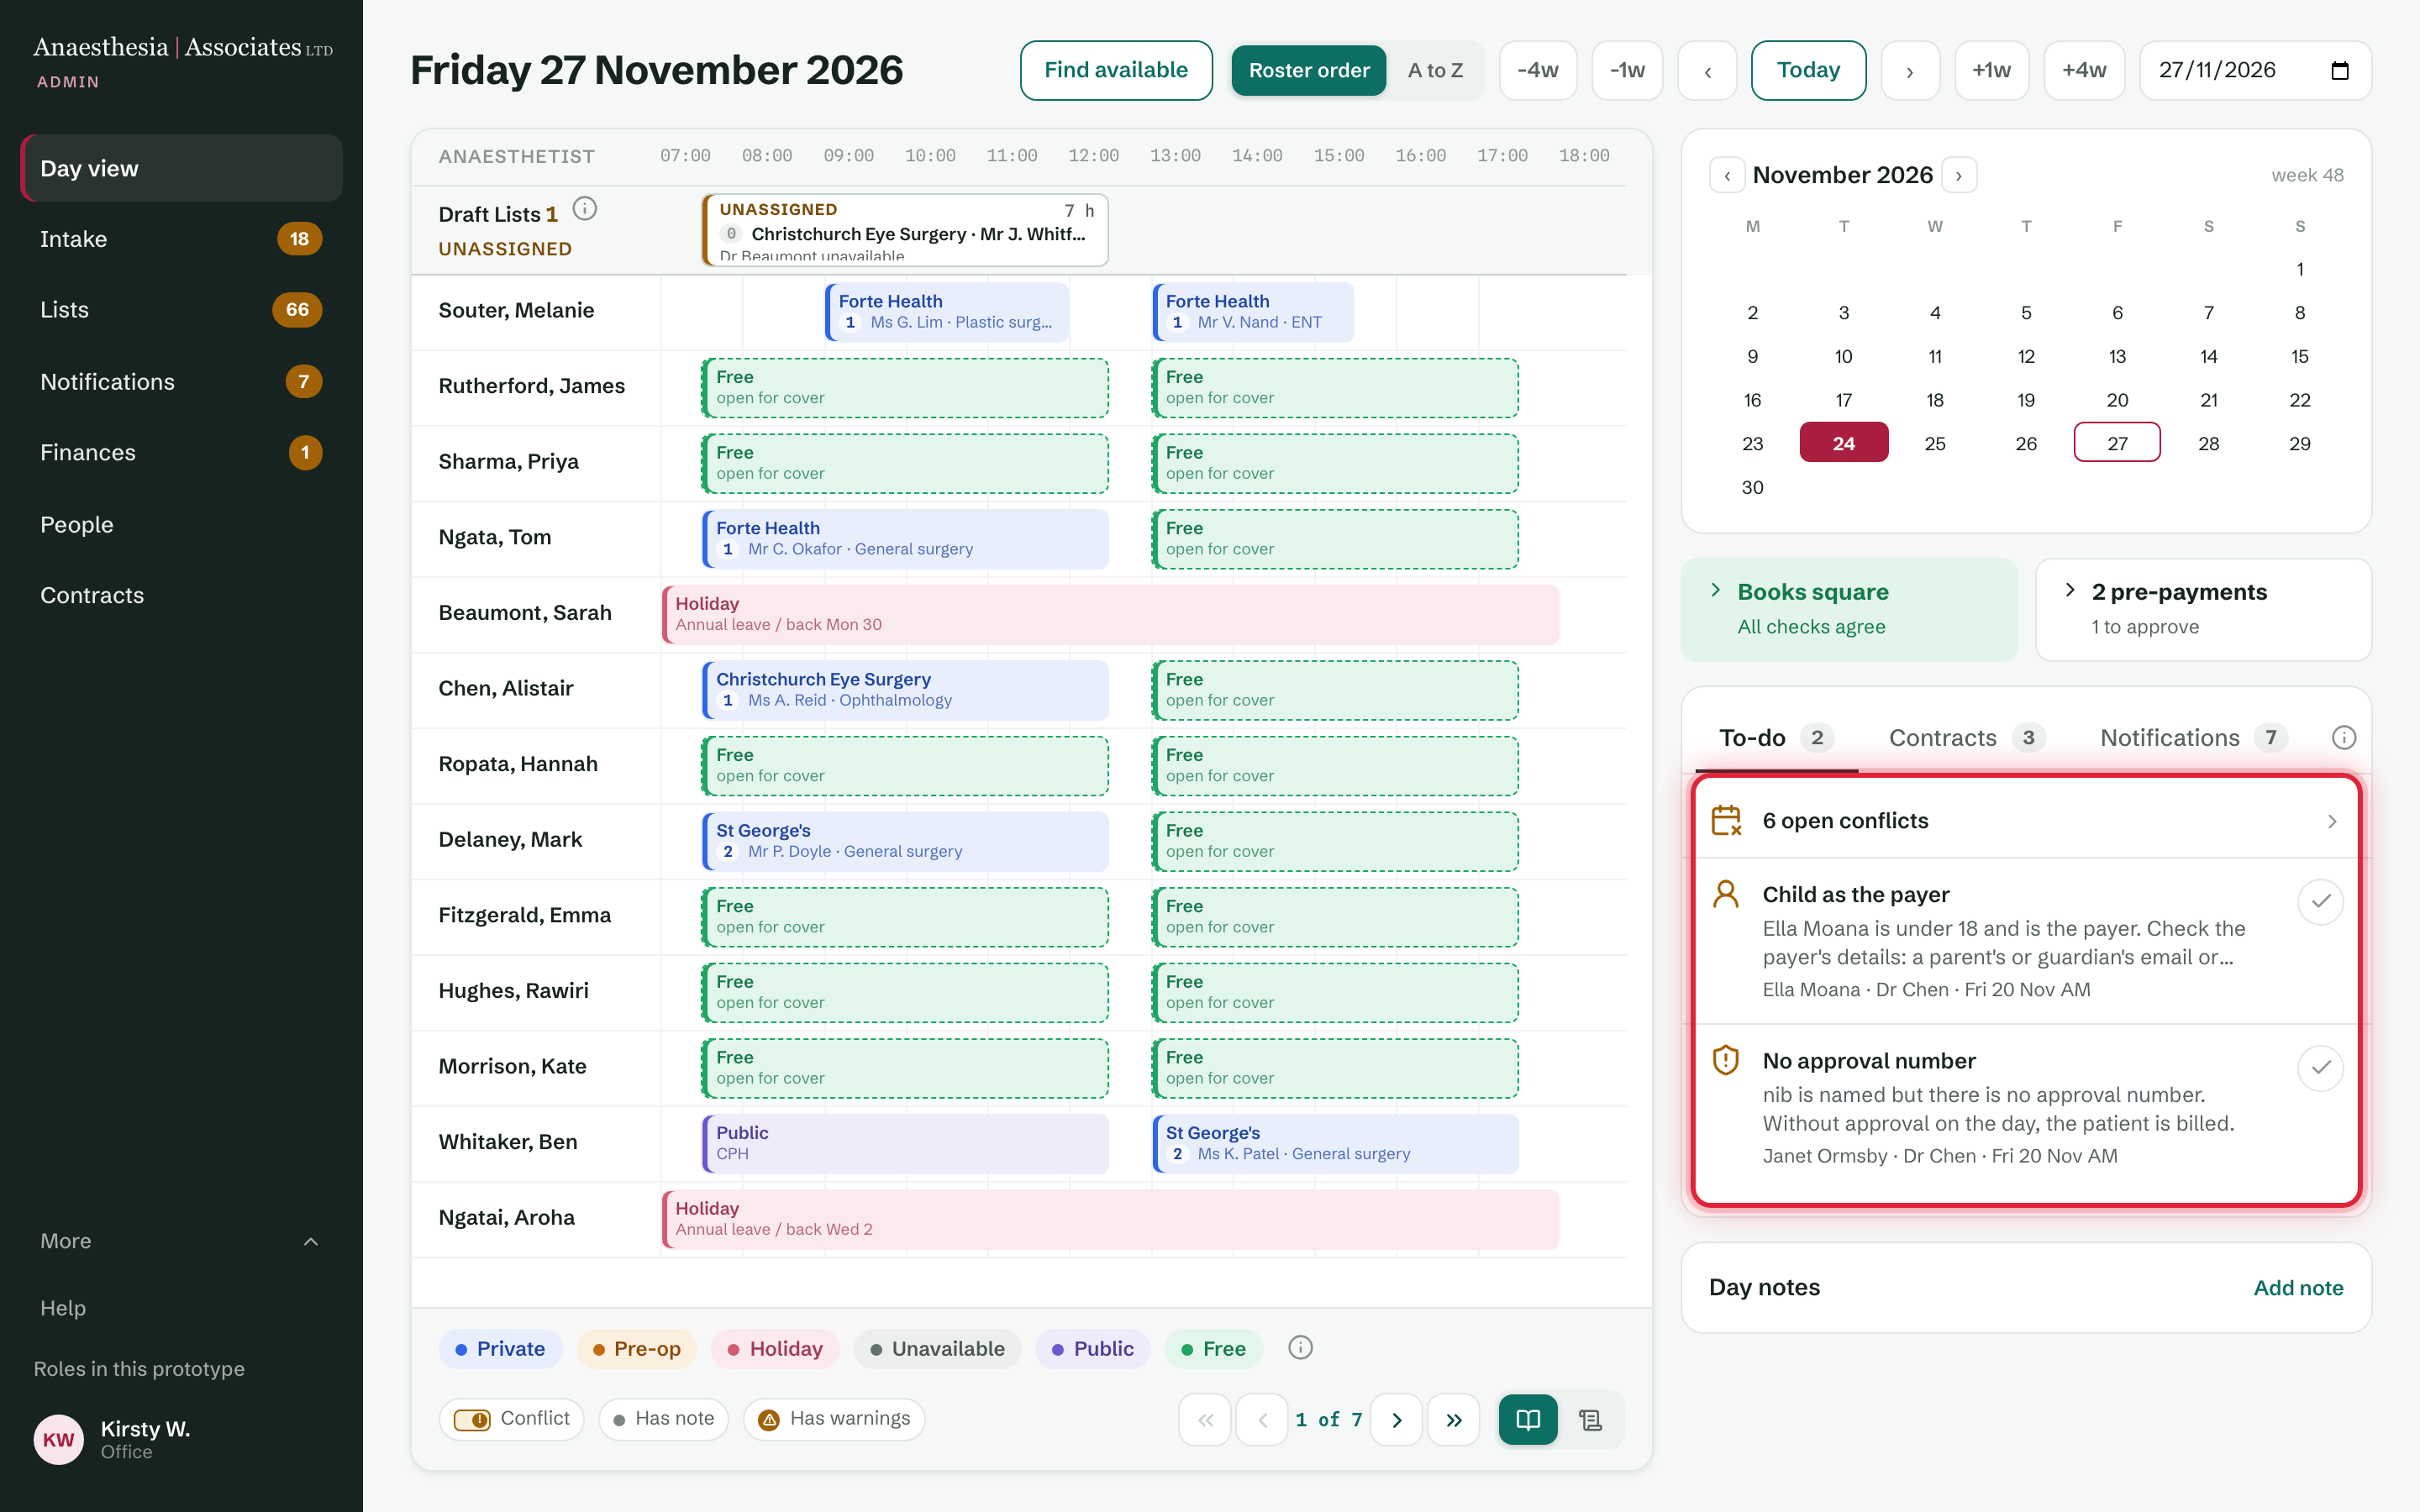 Anaesthesia | Associates LTD
ADMIN
Day view
Intake 18
Lists 66
Notifications 7
Finances 1
People
Contracts
More
Help
Roles in this prototype
KW
Kirsty W.
Office
Friday 27 November 2026
Find available
Roster order
A to Z
-4w
-1w
‹
Today
›
+1w
+4w
27/11/2026
ANAESTHETIST 07:00 08:00 09:00 10:00 11:00 12:00 13:00 14:00 15:00 16:00 17:00 18:00
Draft Lists 1
UNASSIGNED
UNASSIGNED 7 h
0 Christchurch Eye Surgery · Mr J. Whitf...
Dr Beaumont unavailable
Souter, Melanie
Forte Health
1 Ms G. Lim · Plastic surg...
Forte Health
1 Mr V. Nand · ENT
Rutherford, James
Free
open for cover
Free
open for cover
Sharma, Priya
Free
open for cover
Free
open for cover
Ngata, Tom
Forte Health
1 Mr C. Okafor · General surgery
Free
open for cover
Beaumont, Sarah
Holiday
Annual leave / back Mon 30
Chen, Alistair
Christchurch Eye Surgery
1 Ms A. Reid · Ophthalmology
Free
open for cover
Ropata, Hannah
Free
open for cover
Free
open for cover
Delaney, Mark
St George's
2 Mr P. Doyle · General surgery
Free
open for cover
Fitzgerald, Emma
Free
open for cover
Free
open for cover
Hughes, Rawiri
Free
open for cover
Free
open for cover
Morrison, Kate
Free
open for cover
Free
open for cover
Whitaker, Ben
Public
CPH
St George's
2 Ms K. Patel · General surgery
Ngatai, Aroha
Holiday
Annual leave / back Wed 2
Private
Pre-op
Holiday
Unavailable
Public
Free
Conflict
Has note
Has warnings
1 of 7
‹ November 2026 › week 48
M T W T F S S
1
2 3 4 5 6 7 8
9 10 11 12 13 14 15
16 17 18 19 20 21 22
23 24 25 26 27 28 29
30
Books square
All checks agree
2 pre-payments
1 to approve
To-do 2
Contracts 3
Notifications 7
6 open conflicts
Child as the payer
Ella Moana is under 18 and is the payer. Check the
payer's details: a parent's or guardian's email or...
Ella Moana · Dr Chen · Fri 20 Nov AM
No approval number
nib is named but there is no approval number.
Without approval on the day, the patient is billed.
Janet Ormsby · Dr Chen · Fri 20 Nov AM
Day notes
Add note